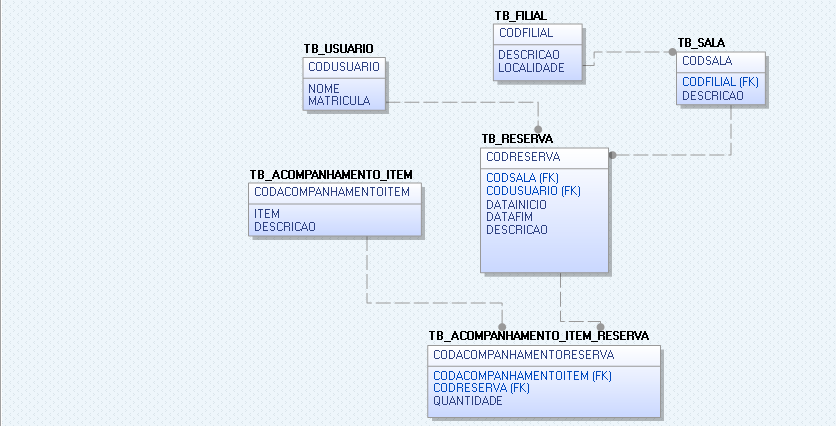 TB_FILIAL
CODFILIAL
DESCRICAO
LOCALIDADE
TB_SALA
CODSALA
CODFILIAL (FK)
DESCRICAO
TB_USUARIO
CODUSUARIO
NOME
MATRICULA
TB_RESERVA
CODRESERVA
CODSALA (FK)
CODUSUARIO (FK)
DATAINICIO
DATAFIM
DESCRICAO
TB_ACOMPANHAMENTO_ITEM
CODACOMPANHAMENTOITEM
ITEM
DESCRICAO
TB_ACOMPANHAMENTO_ITEM_RESERVA
CODACOMPANHAMENTORESERVA
CODACOMPANHAMENTOITEM (FK)
CODRESERVA (FK)
QUANTIDADE